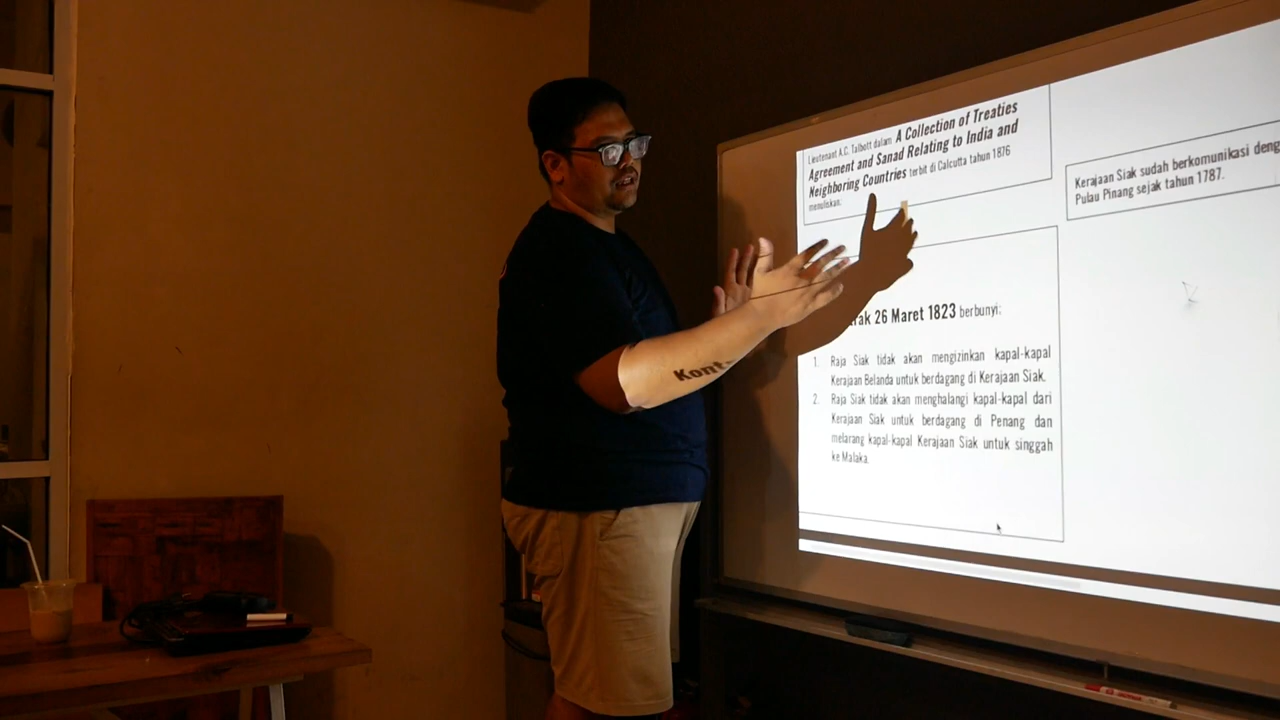 Lieutenant A.C. Talbott dalam A Collection of Treaties
Agreement and Sanad Relating to India and
Neighboring Countries terbit di Calcutta tahun 1876
menuliskan:
Kerajaan Siak sudah berkomunikasi deng
Pulau Pinang sejak tahun 1787.
rak 26 Maret 1823 berbunyi:
1. Raja Siak tidak akan mengizinkan kapal-kapal
Kerajaan Belanda untuk berdagang di Kerajaan Siak.
2. Raja Siak tidak akan menghalangi kapal-kapal dari
Kerajaan Siak untuk berdagang di Penang dan
melarang kapal-kapal Kerajaan Siak untuk singgah
ke Malaka.
Kont